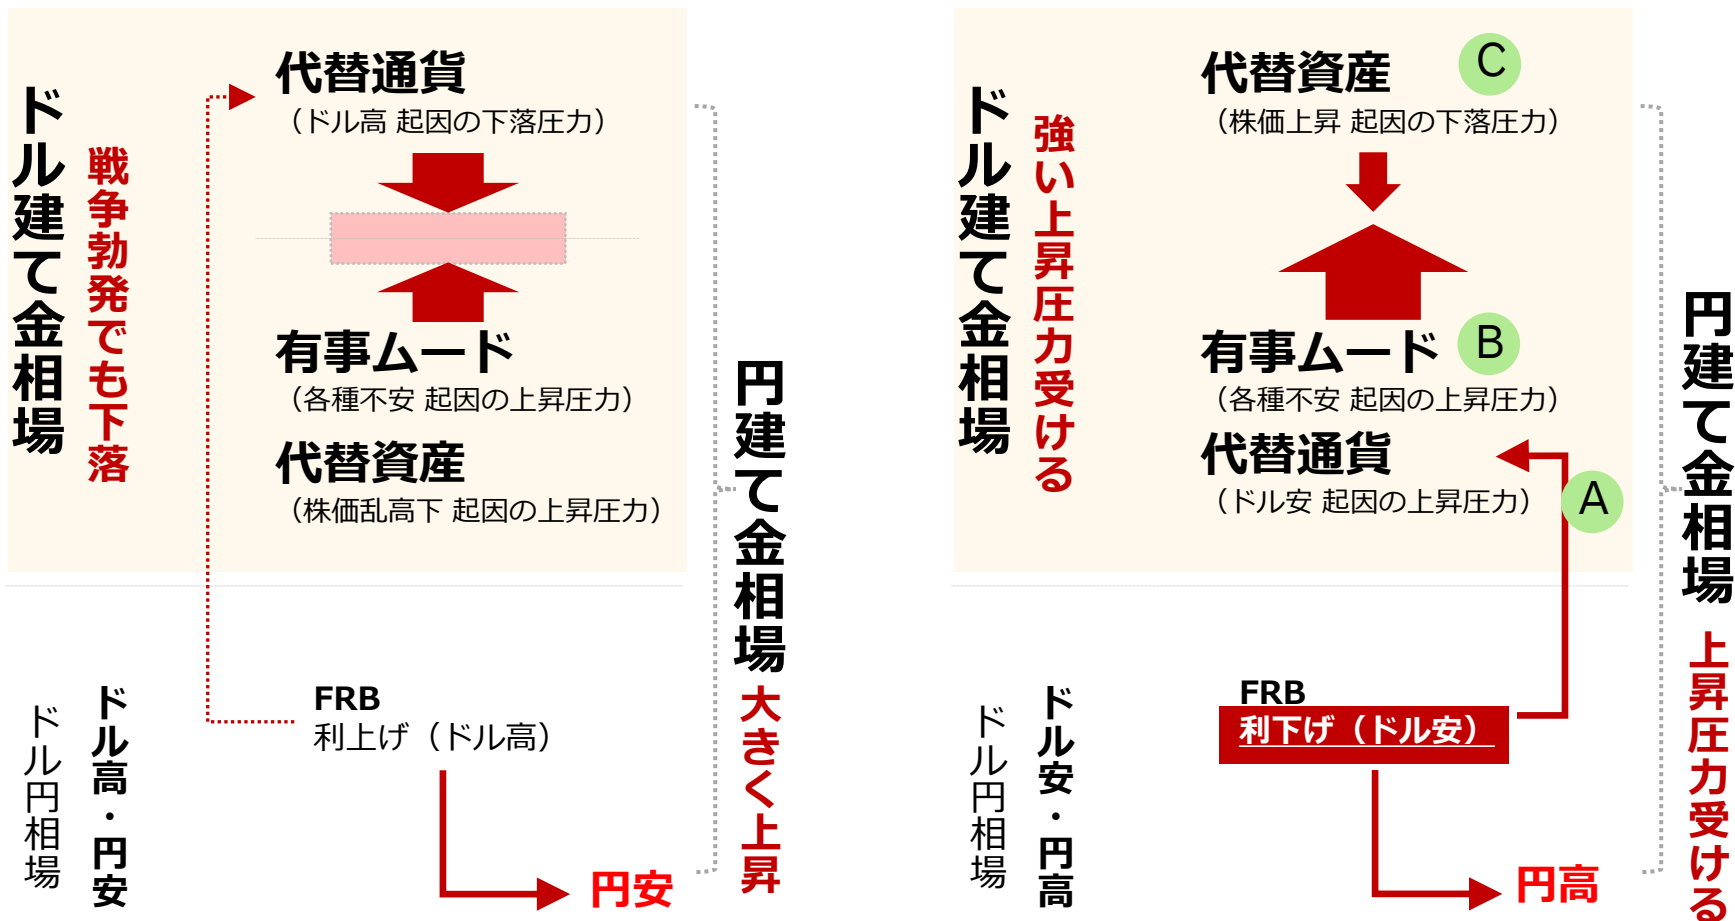 ドル建て金相場
戦争勃発でも下落
代替通貨
（ドル高 起因の下落圧力）
有事ムード
（各種不安 起因の上昇圧力）
代替資産
（株価乱高下 起因の上昇圧力）
ドル円相場
ドル高・円安
FRB
利上げ（ドル高）
円安
円建て金相場 大きく上昇
ドル建て金相場
強い上昇圧力受ける
代替資産
C
（株価上昇 起因の下落圧力）
有事ムード
B
（各種不安 起因の上昇圧力）
代替通貨
（ドル安 起因の上昇圧力）
A
ドル円相場
ドル安・円高
FRB
利下げ（ドル安）
円高
円建て金相場 上昇圧力受ける